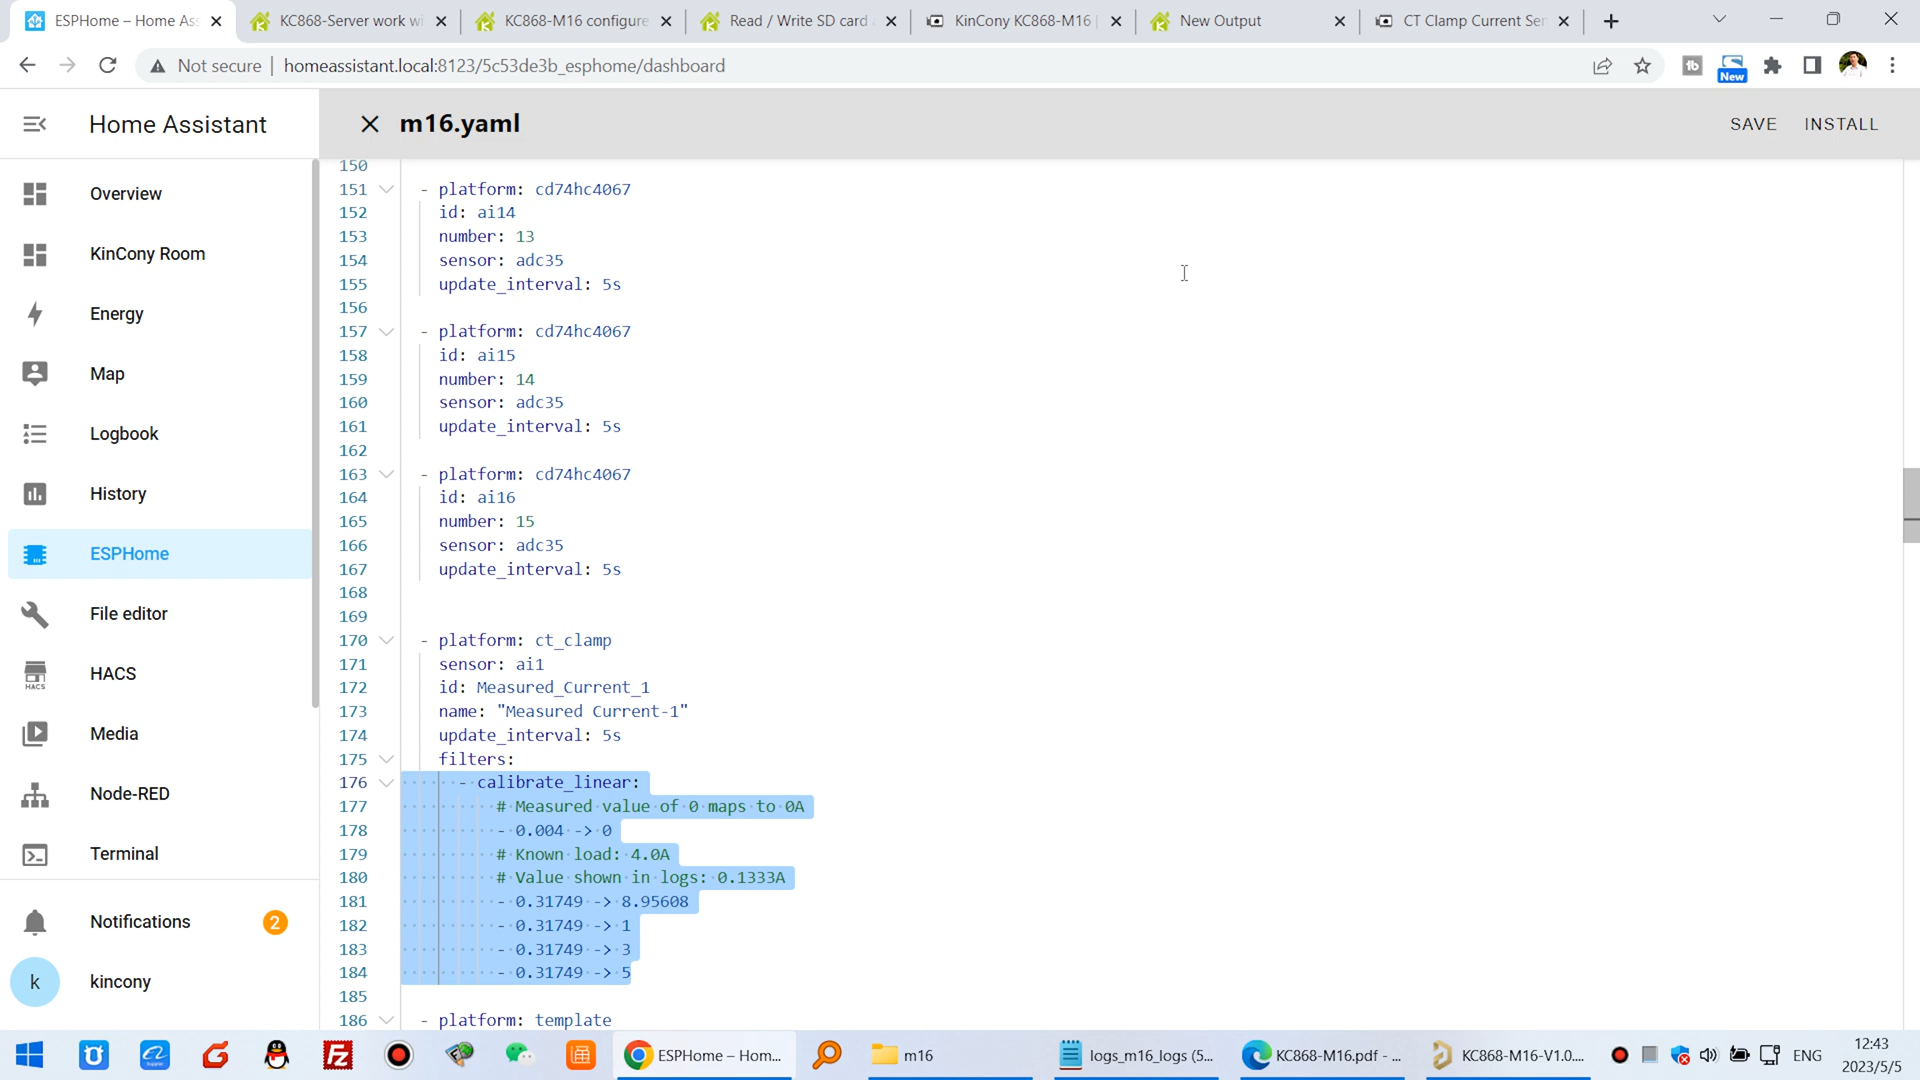 ESPHome – Home Ass
KC868-Server work wi
KC868-M16 configure
Read / Write SD card
KinCony KC868-M16 |
New Output
CT Clamp Current Sen
Not secure
homeassistant.local:8123/5c53de3b_esphome/dashboard
New
Home Assistant
m16.yaml
SAVE
INSTALL
Overview
KinCony Room
Energy
Map
Logbook
History
ESPHome
File editor
HACS
HACS
Media
Node-RED
Terminal
Notifications
2
k
kincony
150
151 - platform: cd74hc4067
152 id: ai14
153 number: 13
154 sensor: adc35
155 update_interval: 5s
156
157 - platform: cd74hc4067
158 id: ai15
159 number: 14
160 sensor: adc35
161 update_interval: 5s
162
163 - platform: cd74hc4067
164 id: ai16
165 number: 15
166 sensor: adc35
167 update_interval: 5s
168
169
170 - platform: ct_clamp
171 sensor: ai1
172 id: Measured_Current_1
173 name: "Measured Current-1"
174 update_interval: 5s
175 filters:
176 - calibrate_linear:
177 # Measured value of 0 maps to 0A
178 - 0.004 -> 0
179 # Known load: 4.0A
180 # Value shown in logs: 0.1333A
181 - 0.31749 -> 8.95608
182 - 0.31749 -> 1
183 - 0.31749 -> 3
184 - 0.31749 -> 5
185
186 - platform: template
ESPHome – Hom...
m16
logs_m16_logs (5...
KC868-M16.pdf - ...
KC868-M16-V1.0....
ENG
12:43
2023/5/5